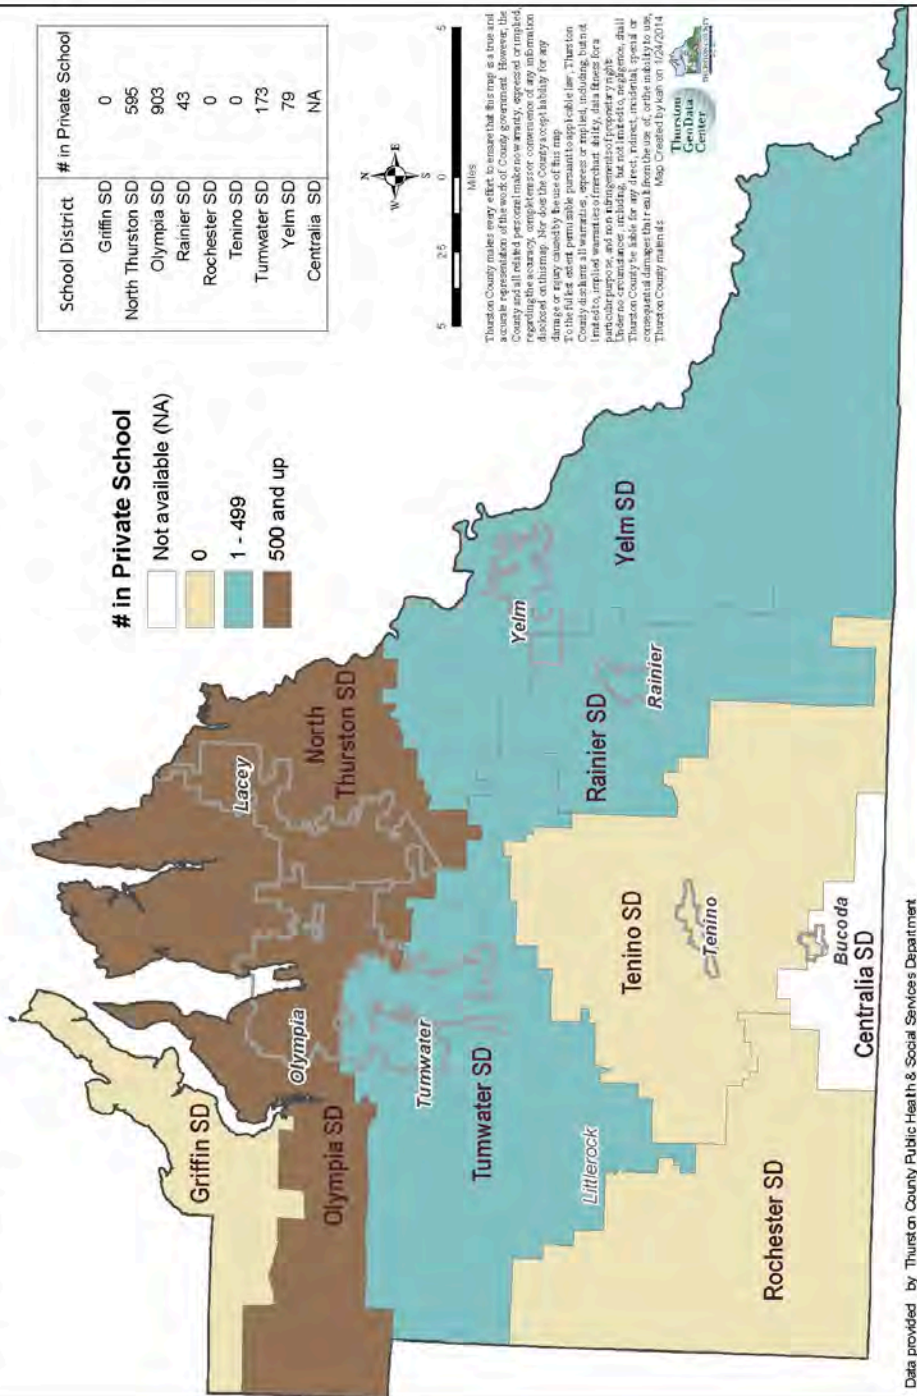 School District # in Private School
Griffin SD 0
North Thurston SD 595
Olympia SD 903
Rainier SD 43
Rochester SD 0
Tenino SD 0
Tumwater SD 173
Yelm SD 79
Centralia SD NA
# in Private School
Not available (NA)
0
1 - 499
500 and up
N
W E
S
5 2.5 0 5
Miles
Thurston County makes every effort to ensure that this map is a true and
accurate representation of the work of County government. However, the
County and all related personnel make no warranty, expressed or implied,
regarding the accuracy, completeness or convenience of any information
disclosed on this map. Nor does the County accept liability for any
damage or injury caused by the use of this map.
To the fullest extent permissible pursuant to applicable law, Thurston
County disclaims all warranties, express or implied, including, but not
limited to, implied warranties of merchantability, data fitness for a
particular purpose, and non-infringements of proprietary rights.
Under no circumstances, including, but not limited to, negligence, shall
Thurston County be liable for any direct, indirect, incidental, special or
consequential damages that result from the use of, or the inability to use,
Thurston County materials. Map Created by kah on 1/24/2014
Thurston
GeoData
Center
THURSTON COUNTY
Griffin SD
Olympia SD
Olympia
Lacey
North
Thurston SD
Tumwater
Tumwater SD
Littlerock
Yelm
Yelm SD
Rainier SD
Rainier
Tenino SD
Tenino
Bucoda
Centralia SD
Rochester SD
Data provided by Thurston County Public Health & Social Services Department